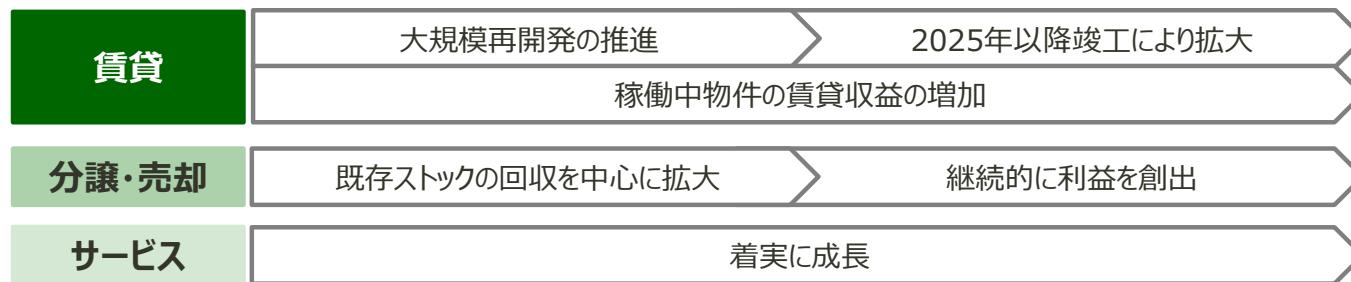 賃貸
大規模再開発の推進
2025年以降竣工により拡大
稼働中物件の賃貸収益の増加
分譲・売却
既存ストックの回収を中心に拡大
継続的に利益を創出
サービス
着実に成長